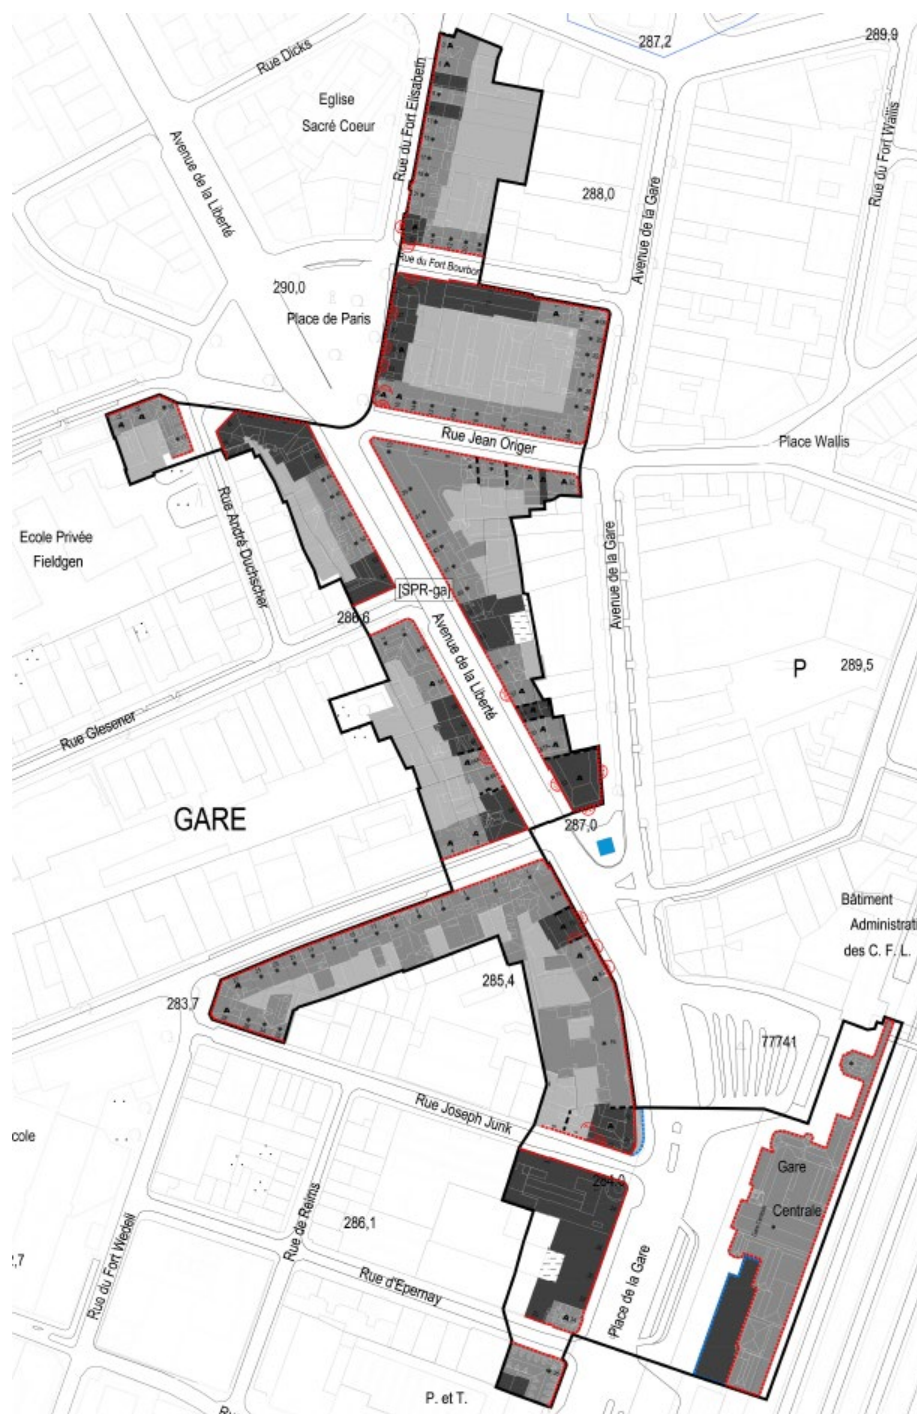 287,2
289,9
Rue Dicks
Eglise
Sacré Coeur
Rue du Fort Elisabeth
Avenue de la Liberté
Rue du Fort Wallis
288,0
Avenue de la Gare
Rue du Fort Bourbon
290,0
Place de Paris
Rue Jean Origer
Place Wallis
Ecole Privée
Fieldgen
Rue André Duchscher
[SPR-ga]
286,6
Avenue de la Gare
Avenue de la Liberté
P
289,5
Rue Glesener
GARE
287,0
Bâtiment
Administrati
des C. F. L.
285,4
283,7
77741
Rue Joseph Junk
cole
Gare
Centrale
284,0
286,1
Rue de Reims
Rue du Fort Wedell
Rue d'Epernay
Place de la Gare
P. et T.